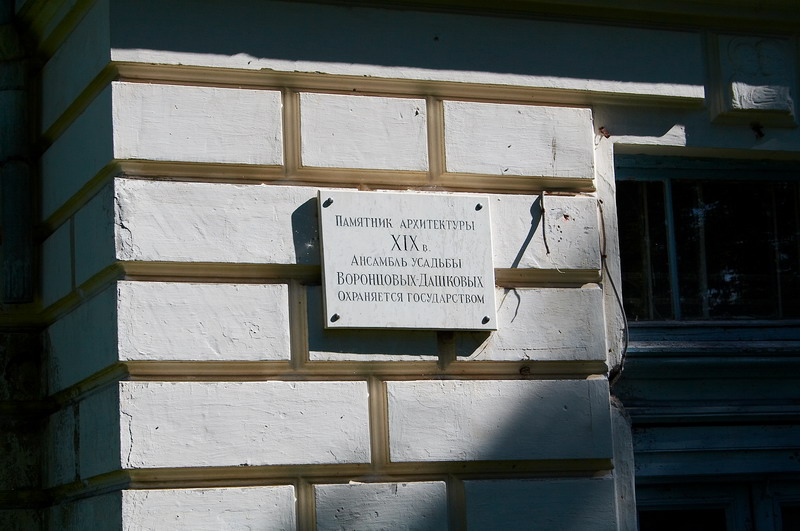 Памятник архитектуры
XIX в.
Ансамбль усадьбы
Воронцовых-Дашковых
охраняется государством